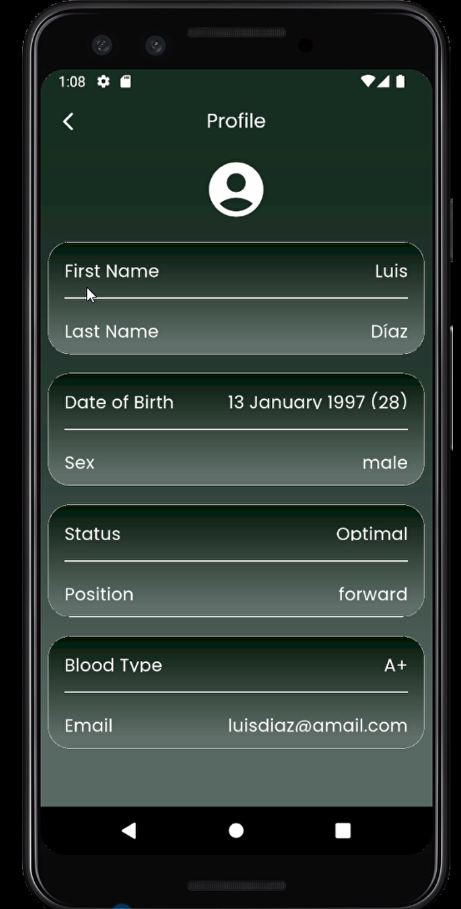 1:08
Profile
First Name Luis
Last Name Díaz
Date of Birth 13 January 1997 (28)
Sex male
Status Optimal
Position forward
Blood Type A+
Email luisdiaz@gmail.com